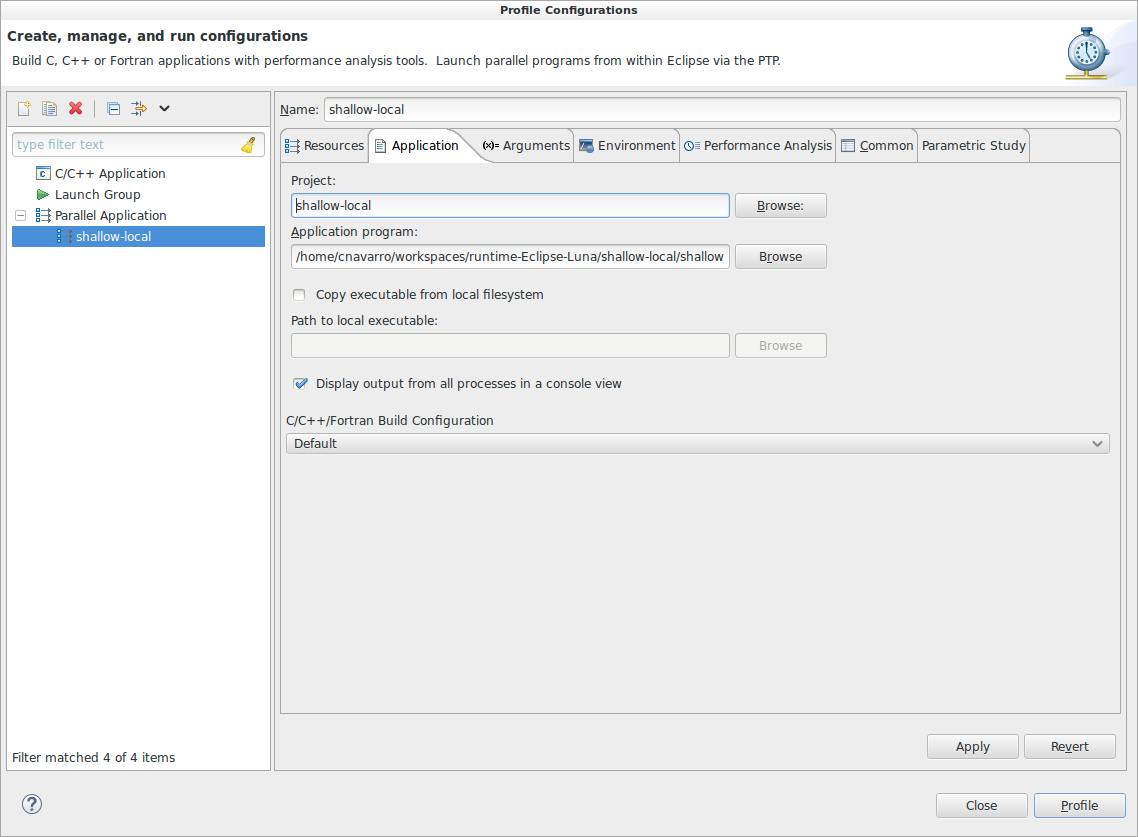 Profile Configurations
Create, manage, and run configurations
Build C, C++ or Fortran applications with performance analysis tools.  Launch parallel programs from within Eclipse via the PTP.
type filter text
C/C++ Application
Launch Group
Parallel Application
shallow-local
Filter matched 4 of 4 items
Name: shallow-local
Resources Application (x)= Arguments Environment Performance Analysis Common Parametric Study
Project:
shallow-local Browse:
Application program:
/home/cnavarro/workspaces/runtime-Eclipse-Luna/shallow-local/shallow Browse
Copy executable from local filesystem
Path to local executable:
Browse
Display output from all processes in a console view
C/C++/Fortran Build Configuration
Default
Apply Revert
? Close Profile